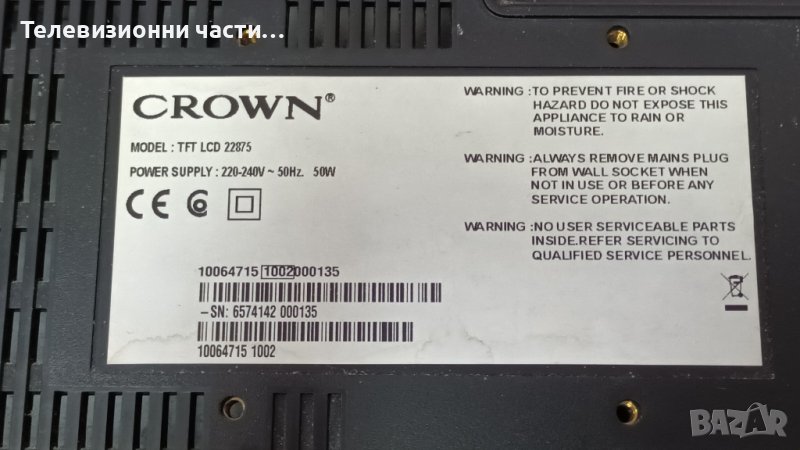 Телевизионни части...
CROWN®
MODEL : TFT LCD 22875
POWER SUPPLY : 220-240V ~ 50Hz. 50W
CE
WARNING :TO PREVENT FIRE OR SHOCK
HAZARD DO NOT EXPOSE THIS
APPLIANCE TO RAIN OR
MOISTURE.
WARNING :ALWAYS REMOVE MAINS PLUG
FROM WALL SOCKET WHEN
NOT IN USE OR BEFORE ANY
SERVICE OPERATION.
WARNING :NO USER SERVICEABLE PARTS
INSIDE.REFER SERVICING TO
QUALIFIED SERVICE PERSONNEL.
10064715 1002 000135
–SN: 6574142 000135
10064715 1002
BAZAR